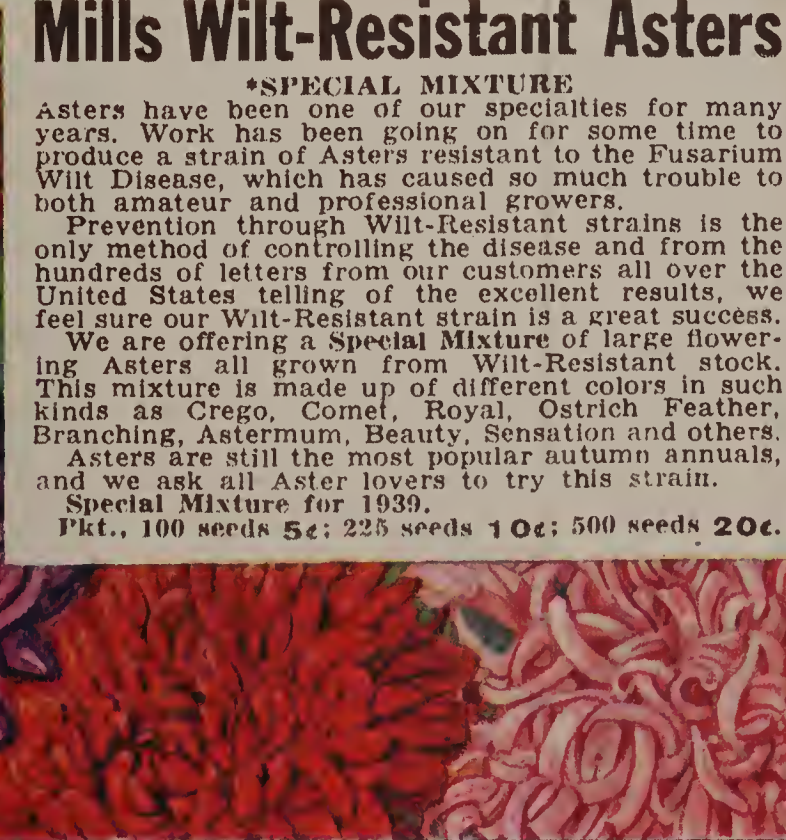 Mills Wilt-Resistant Asters
*SPECIAL MIXTURE
Asters have been one of our specialties for many
years. Work has been going on for some time to
produce a strain of Asters resistant to the Fusarium
Wilt Disease, which has caused so much trouble to
both amateur and professional growers.
Prevention through Wilt-Resistant strains is the
only method of controlling the disease and from the
hundreds of letters from our customers all over the
United States telling of the excellent results, we
feel sure our Wilt-Resistant strain is a great success.
We are offering a Special Mixture of large flower-
ing Asters all grown from Wilt-Resistant stock.
This mixture is made up of different colors in such
kinds as Crego, Comet, Royal, Ostrich Feather,
Branching, Astermum, Beauty, Sensation and others.
Asters are still the most popular autumn annuals,
and we ask all Aster lovers to try this strain.
Special Mixture for 1939.
Pkt., 100 seeds 5¢; 225 seeds 10¢; 500 seeds 20¢.